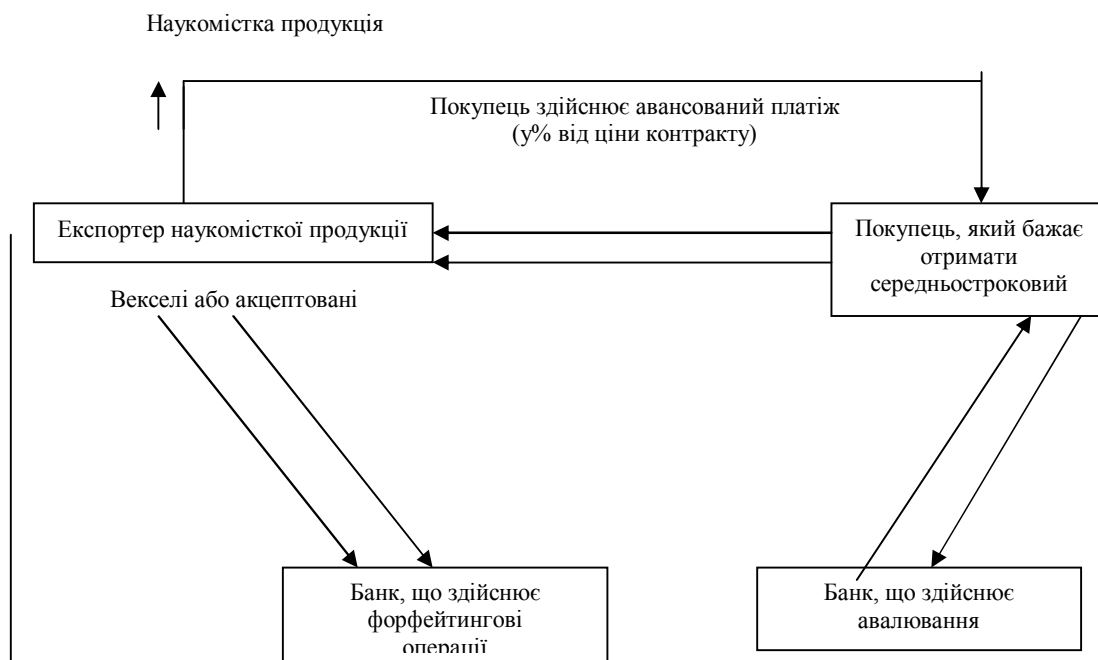 Наукомістка продукція
Покупець здійснює авансований платіж
(у% від ціни контракту)
Експортер наукомісткої продукції
Покупець, який бажає
отримати
середньостроковий
Векселі або акцептовані
Банк, що здійснює
форфейтингові
операції
Банк, що здійснює
авалювання